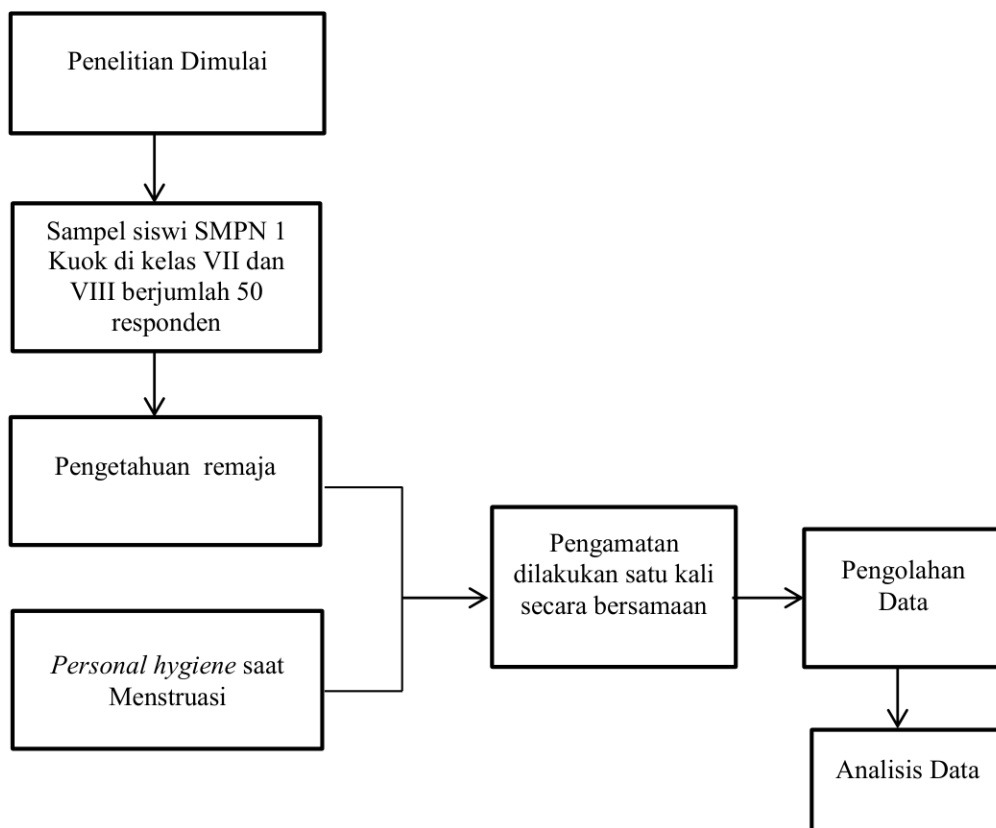 Penelitian Dimulai
Sampel siswi SMPN 1
Kuok di kelas VII dan
VIII berjumlah 50
responden
Pengetahuan remaja
Personal hygiene saat
Menstruasi
Pengamatan
dilakukan satu kali
secara bersamaan
Pengolahan
Data
Analisis Data